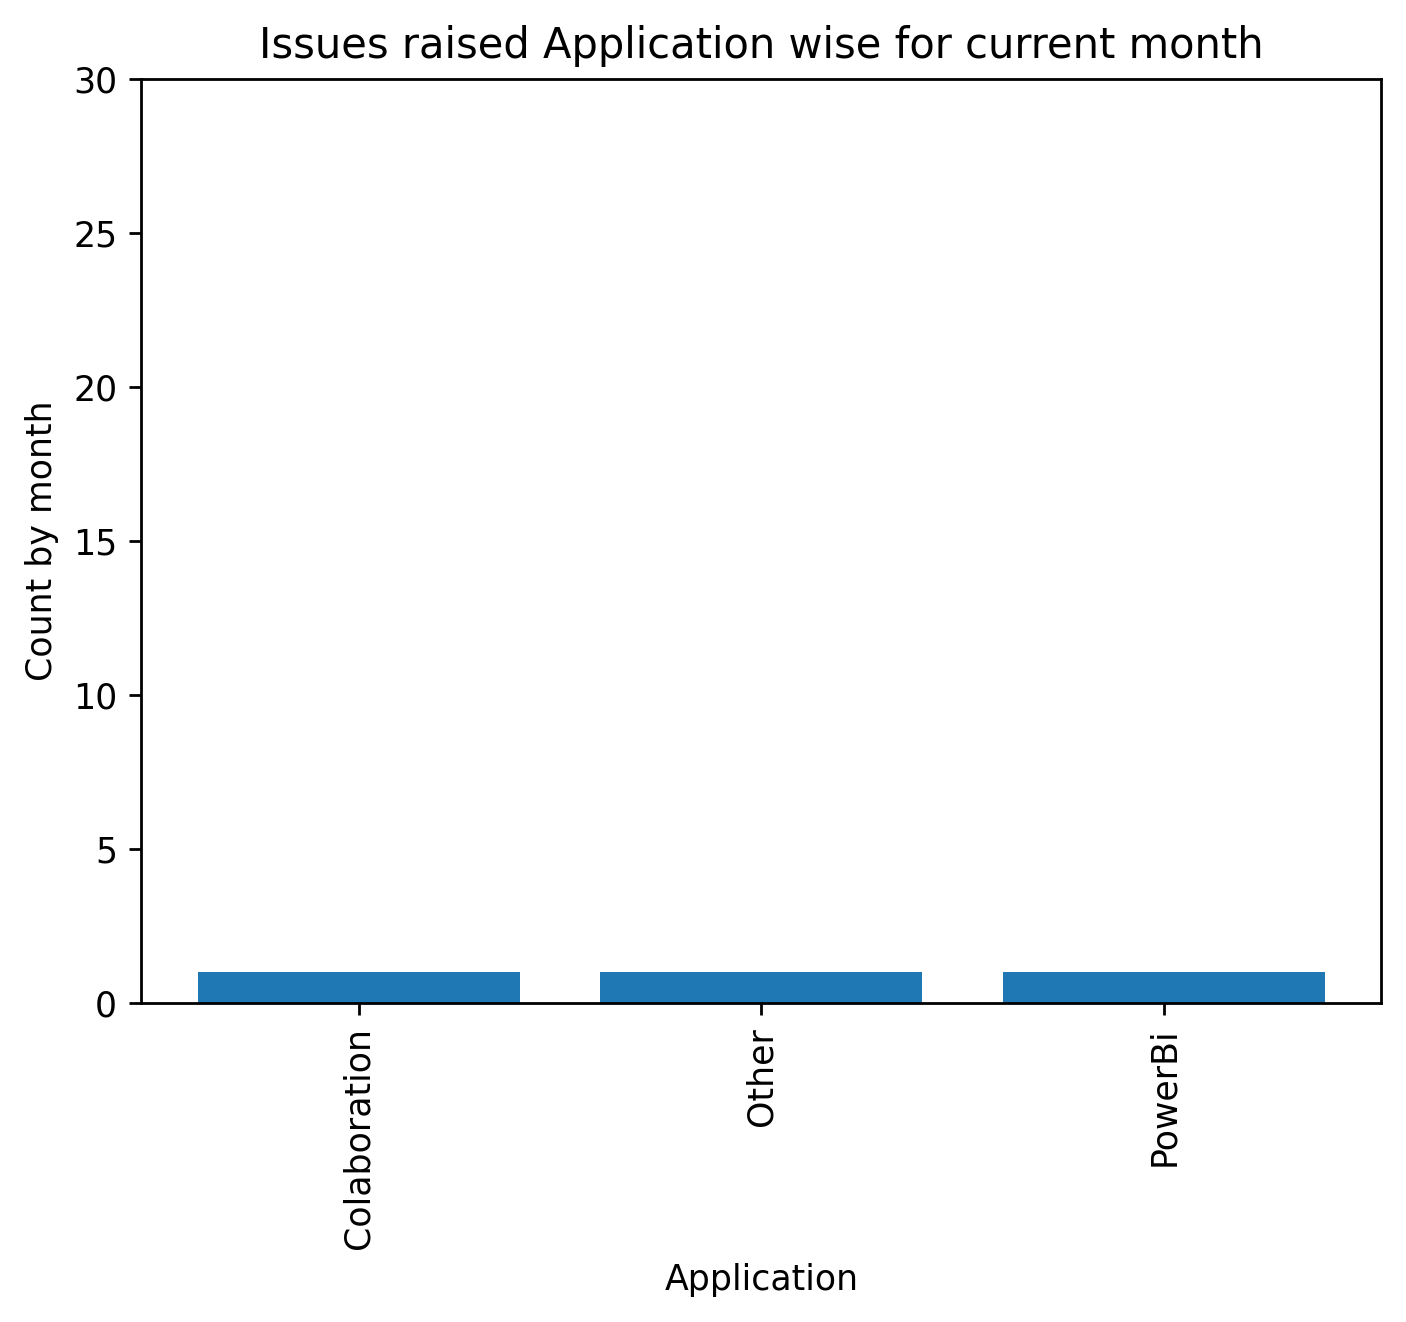 Issues raised Application wise for current month
30
25
20
15
10
5
0
Count by month
Colaboration
Other
PowerBi
Application